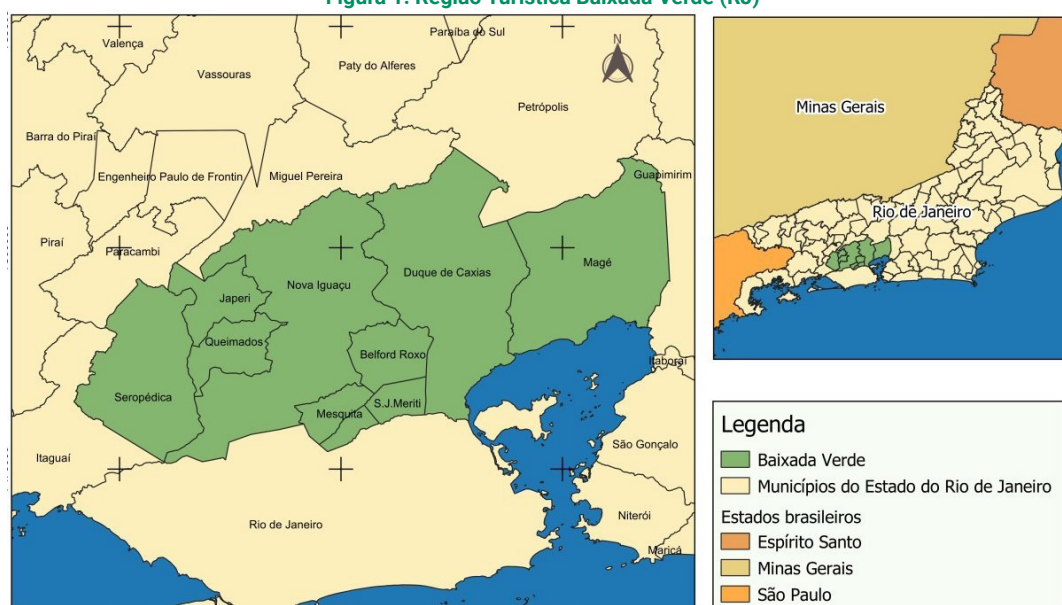 Figura 1: Região Turística Baixada Verde (RJ)
Valença
Paraíba do Sul
N
Vassouras
Paty do Alferes
Petrópolis
Barra do Piraí
Engenheiro Paulo de Frontin
Miguel Pereira
Guapimirim
Piraí
Paracambi
Duque de Caxias
Magé
Japeri
Nova Iguaçu
Queimados
Belford Roxo
Itaboraí
Seropédica
Mesquita
S.J.Meriti
São Gonçalo
Itaguaí
Rio de Janeiro
Niterói
Maricá
Minas Gerais
Rio de Janeiro
Legenda
Baixada Verde
Municípios do Estado do Rio de Janeiro
Estados brasileiros
Espírito Santo
Minas Gerais
São Paulo